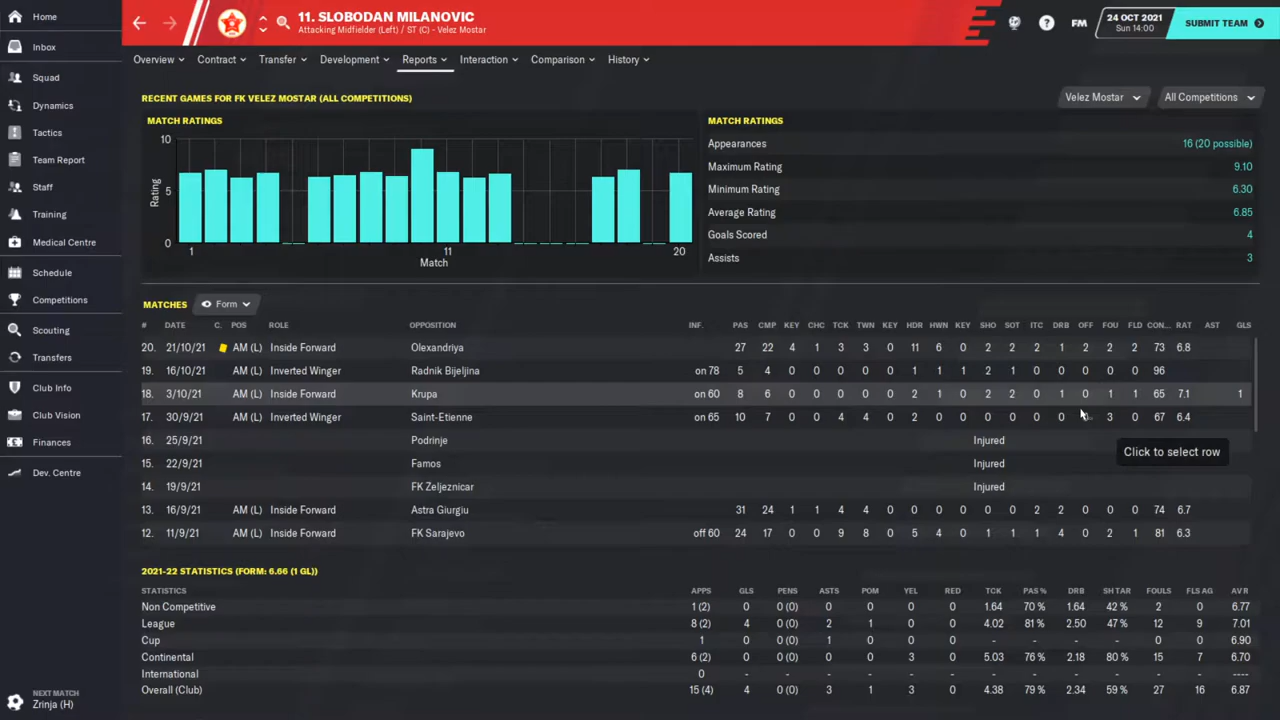 Home
Inbox
Squad
Dynamics
Tactics
Team Report
Staff
Training
Medical Centre
Schedule
Competitions
Scouting
Transfers
Club Info
Club Vision
Finances
Dev. Centre
NEXT MATCH
Zrinja (H)
11. SLOBODAN MILANOVIC
Attacking Midfielder (Left) / ST (C) - Velez Mostar
? FM 24 OCT 2021 SUBMIT TEAM
Sun 14:00
Overview Contract Transfer Development Reports Interaction Comparison History
RECENT GAMES FOR FK VELEZ MOSTAR (ALL COMPETITIONS) Velez Mostar All Competitions
MATCH RATINGS
10
5
0
Rating
1 11 20
Match
MATCH RATINGS
Appearances 16 (20 possible)
Maximum Rating 9.10
Minimum Rating 6.30
Average Rating 6.85
Goals Scored 4
Assists 3
MATCHES Form
# DATE C. POS ROLE OPPOSITION INF. PAS CMP KEY CHC TCK TWN KEY HDR HWN KEY SHO SOT ITC DRB OFF FOU FLD CON... RAT AST GLS
20. 21/10/21 AM (L) Inside Forward Olexandriya 27 22 4 1 3 3 0 11 6 0 2 2 2 1 2 2 2 73 6.8
19. 16/10/21 AM (L) Inverted Winger Radnik Bijeljina on 78 5 4 0 0 0 0 0 1 1 1 2 1 0 0 0 0 0 96
18. 3/10/21 AM (L) Inside Forward Krupa on 60 8 6 0 0 0 0 0 2 1 0 2 2 0 1 0 1 1 65 7.1 1
17. 30/9/21 AM (L) Inverted Winger Saint-Etienne on 65 10 7 0 0 4 4 0 2 0 0 0 0 0 0 0 3 0 67 6.4
16. 25/9/21 Podrinje Injured
15. 22/9/21 Famos Injured
14. 19/9/21 FK Zeljeznicar Injured
13. 16/9/21 AM (L) Inside Forward Astra Giurgiu 31 24 1 1 4 4 0 0 0 0 0 0 2 2 0 0 0 74 6.7
12. 11/9/21 AM (L) Inside Forward FK Sarajevo off 60 24 17 0 0 9 8 0 5 4 0 1 1 1 4 0 2 1 81 6.3
Click to select row
2021-22 STATISTICS (FORM: 6.66 (1 GL))
STATISTICS APPS GLS PENS ASTS POM YEL RED TCK PAS % DRB SH TAR FOULS FLS AG AV R
Non Competitive 1 (2) 0 0 (0) 0 0 0 0 1.64 70 % 1.64 42 % 2 0 6.77
League 8 (2) 4 0 (0) 2 1 0 0 4.02 81 % 2.50 47 % 12 9 7.01
Cup 1 0 0 (0) 1 0 0 0 - - - - 0 0 6.90
Continental 6 (2) 0 0 (0) 0 0 3 0 5.03 76 % 2.18 80 % 15 7 6.70
International 0 - - - - - - - - - - - - ----
Overall (Club) 15 (4) 4 0 (0) 3 1 3 0 4.38 79 % 2.34 59 % 27 16 6.87